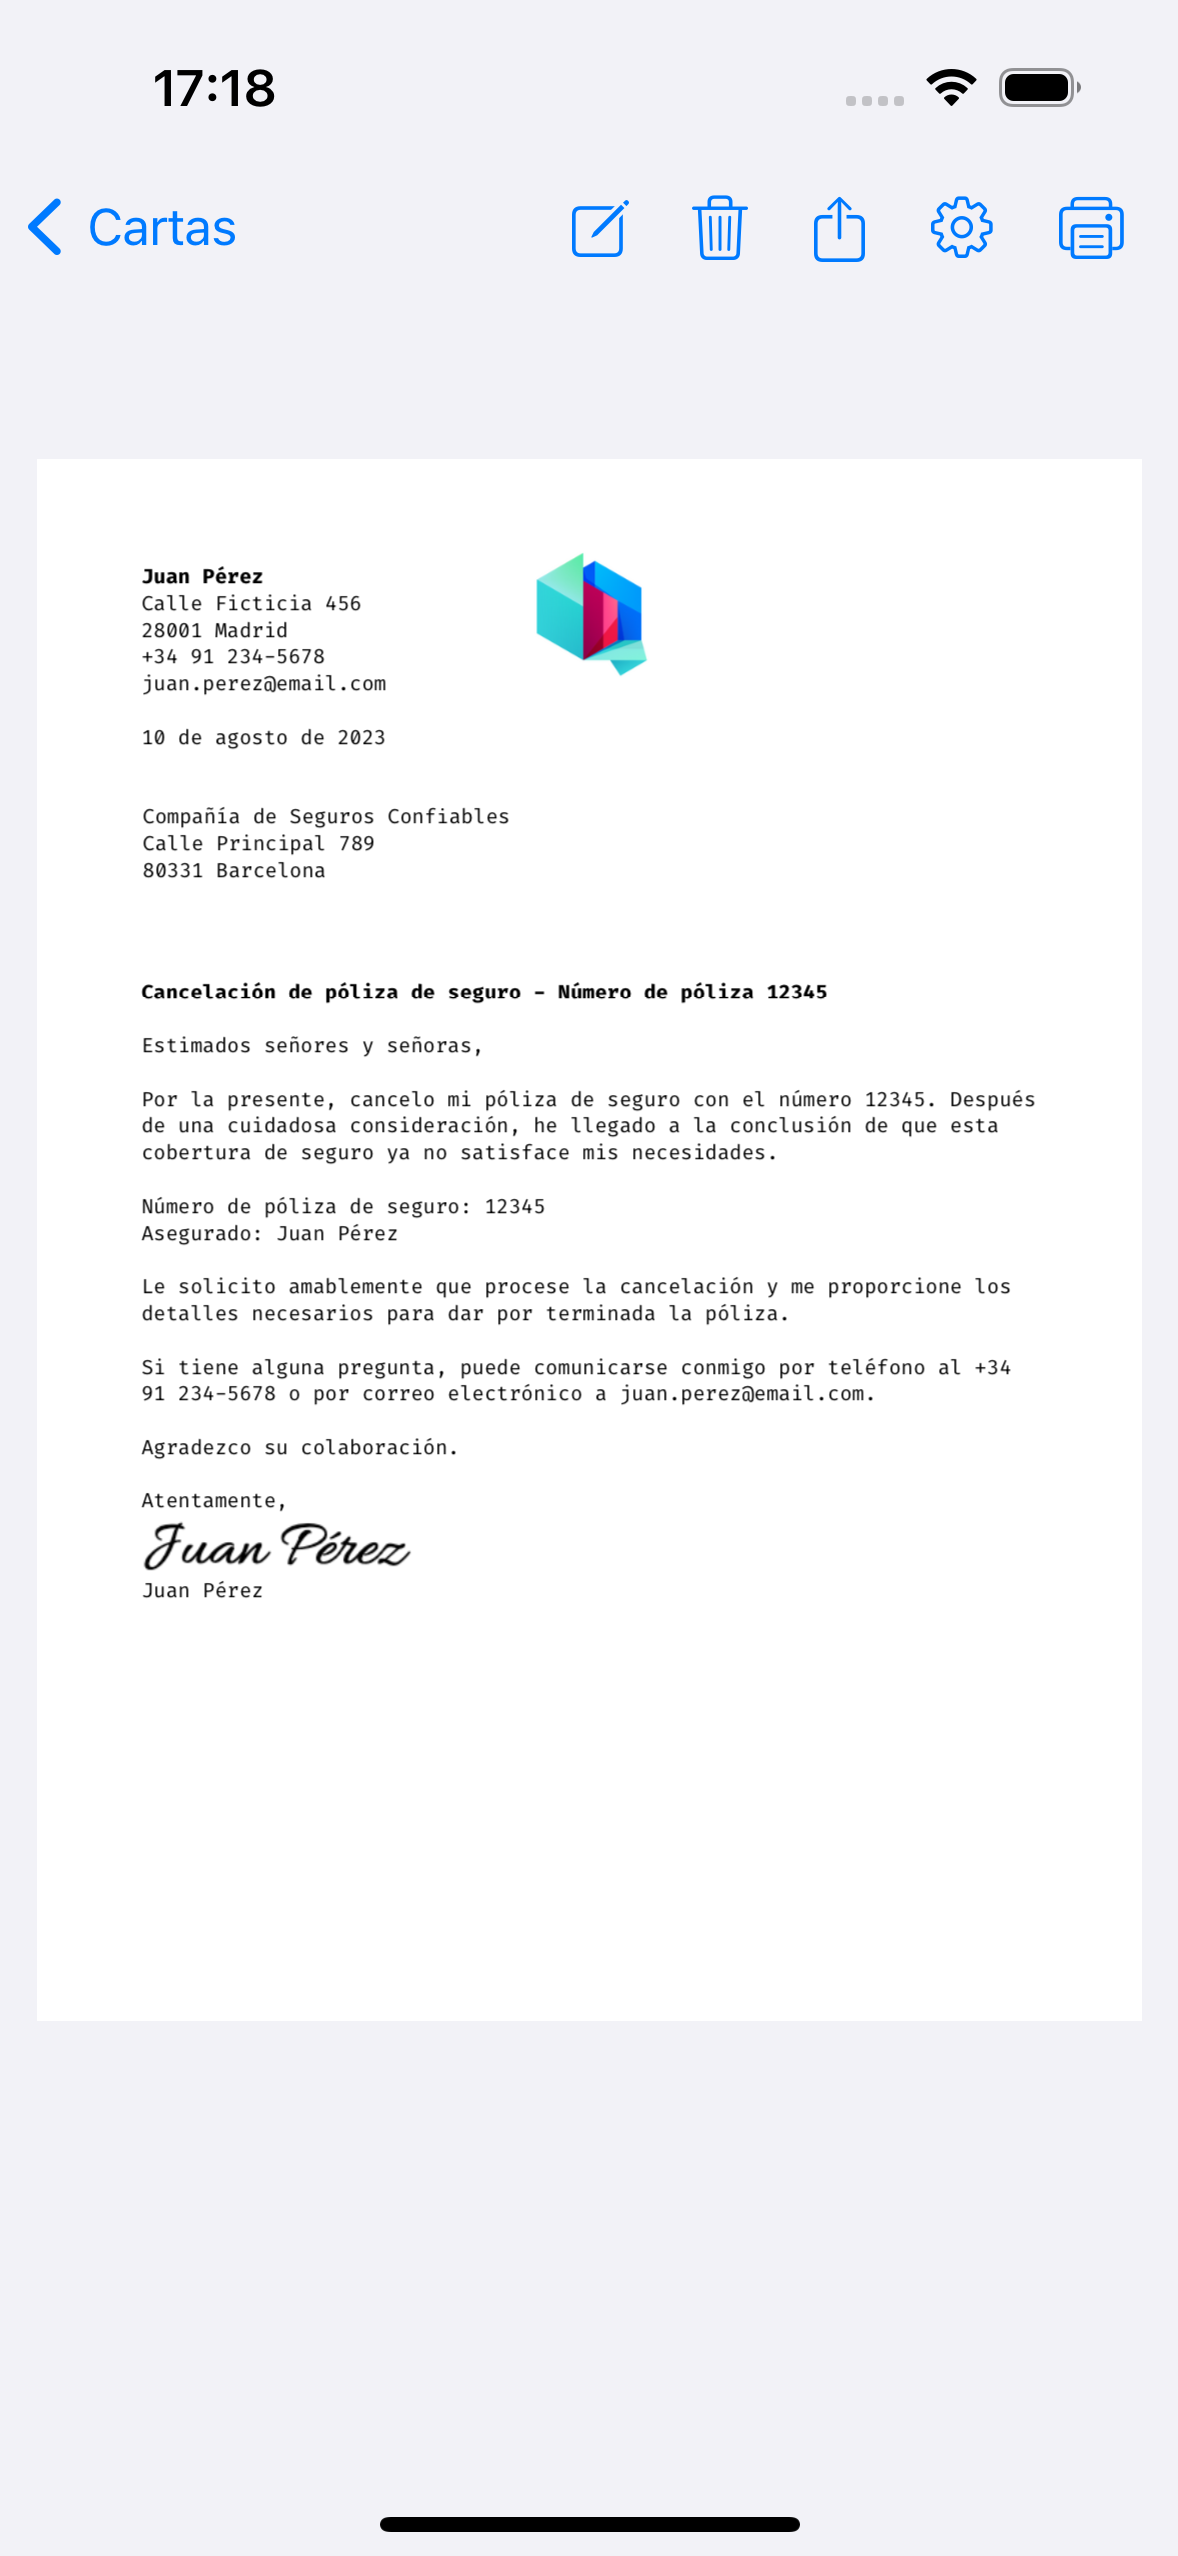 17:18
Cartas
Juan Pérez
Calle Ficticia 456
28001 Madrid
+34 91 234-5678
juan.perez@email.com
10 de agosto de 2023
Compañía de Seguros Confiables
Calle Principal 789
80331 Barcelona
Cancelación de póliza de seguro - Número de póliza 12345
Estimados señores y señoras,
Por la presente, cancelo mi póliza de seguro con el número 12345. Después
de una cuidadosa consideración, he llegado a la conclusión de que esta
cobertura de seguro ya no satisface mis necesidades.
Número de póliza de seguro: 12345
Asegurado: Juan Pérez
Le solicito amablemente que procese la cancelación y me proporcione los
detalles necesarios para dar por terminada la póliza.
Si tiene alguna pregunta, puede comunicarse conmigo por teléfono al +34
91 234-5678 o por correo electrónico a juan.perez@email.com.
Agradezco su colaboración.
Atentamente,
Juan Pérez
Juan Pérez